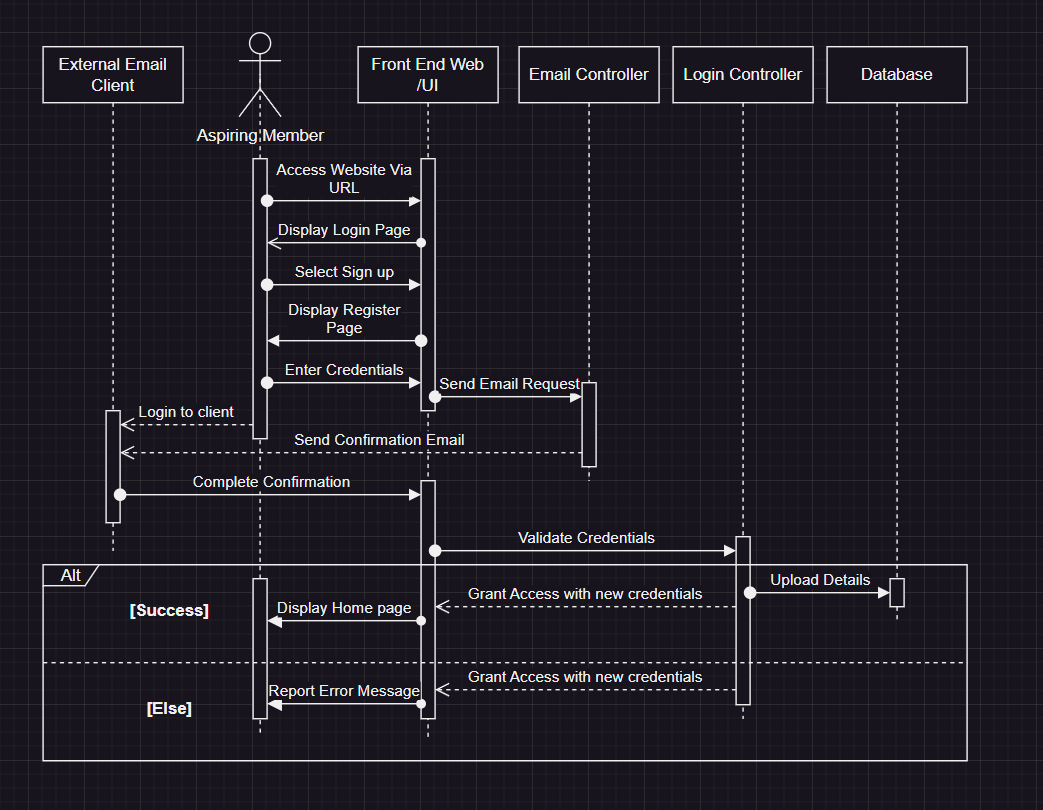 External Email
Client
Aspiring Member
Front End Web
/UI
Email Controller
Login Controller
Database
Access Website Via
URL
Display Login Page
Select Sign up
Display Register
Page
Enter Credentials
Send Email Request
Login to client
Send Confirmation Email
Complete Confirmation
Validate Credentials
Alt
[Success]
Upload Details
Grant Access with new credentials
Display Home page
[Else]
Grant Access with new credentials
Report Error Message